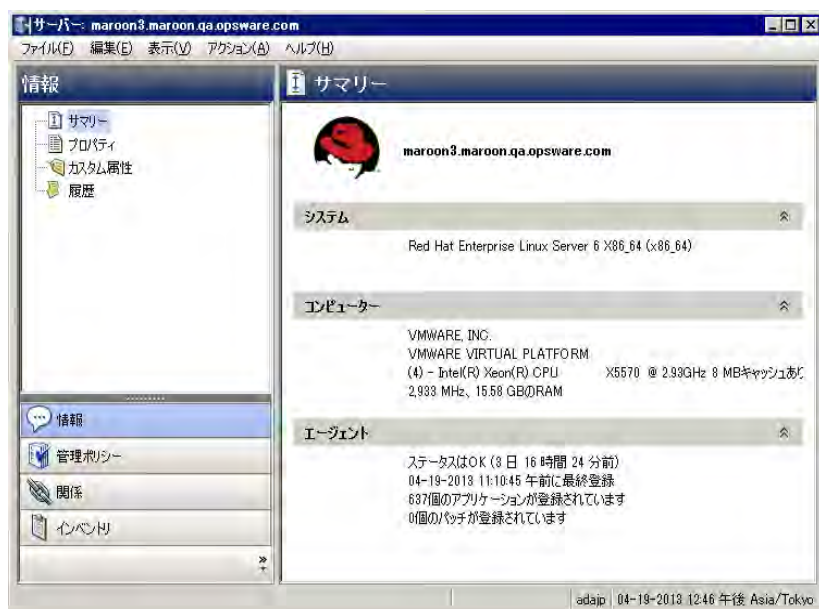 サーバー: maroon3.maroon.qa.opsware.com
ファイル(F) 編集(E) 表示(V) アクション(A) ヘルプ(H)
情報
サマリー
プロパティ
カスタム属性
履歴
情報
管理ポリシー
関係
インベントリ
サマリー
maroon3.maroon.qa.opsware.com
システム
Red Hat Enterprise Linux Server 6 X86_64 (x86_64)
コンピューター
VMWARE, INC.
VMWARE VIRTUAL PLATFORM
(4) - Intel(R) Xeon(R) CPU X5570 @ 2.93GHz 8 MBキャッシュあり
2,933 MHz、15.58 GBのRAM
エージェント
ステータスはOK (3 日 16 時間 24 分前)
04-19-2013 11:10:45 午前に最終登録
637個のアプリケーションが登録されています
0個のパッチが登録されています
adajp 04-19-2013 12:46 午後 Asia/Tokyo